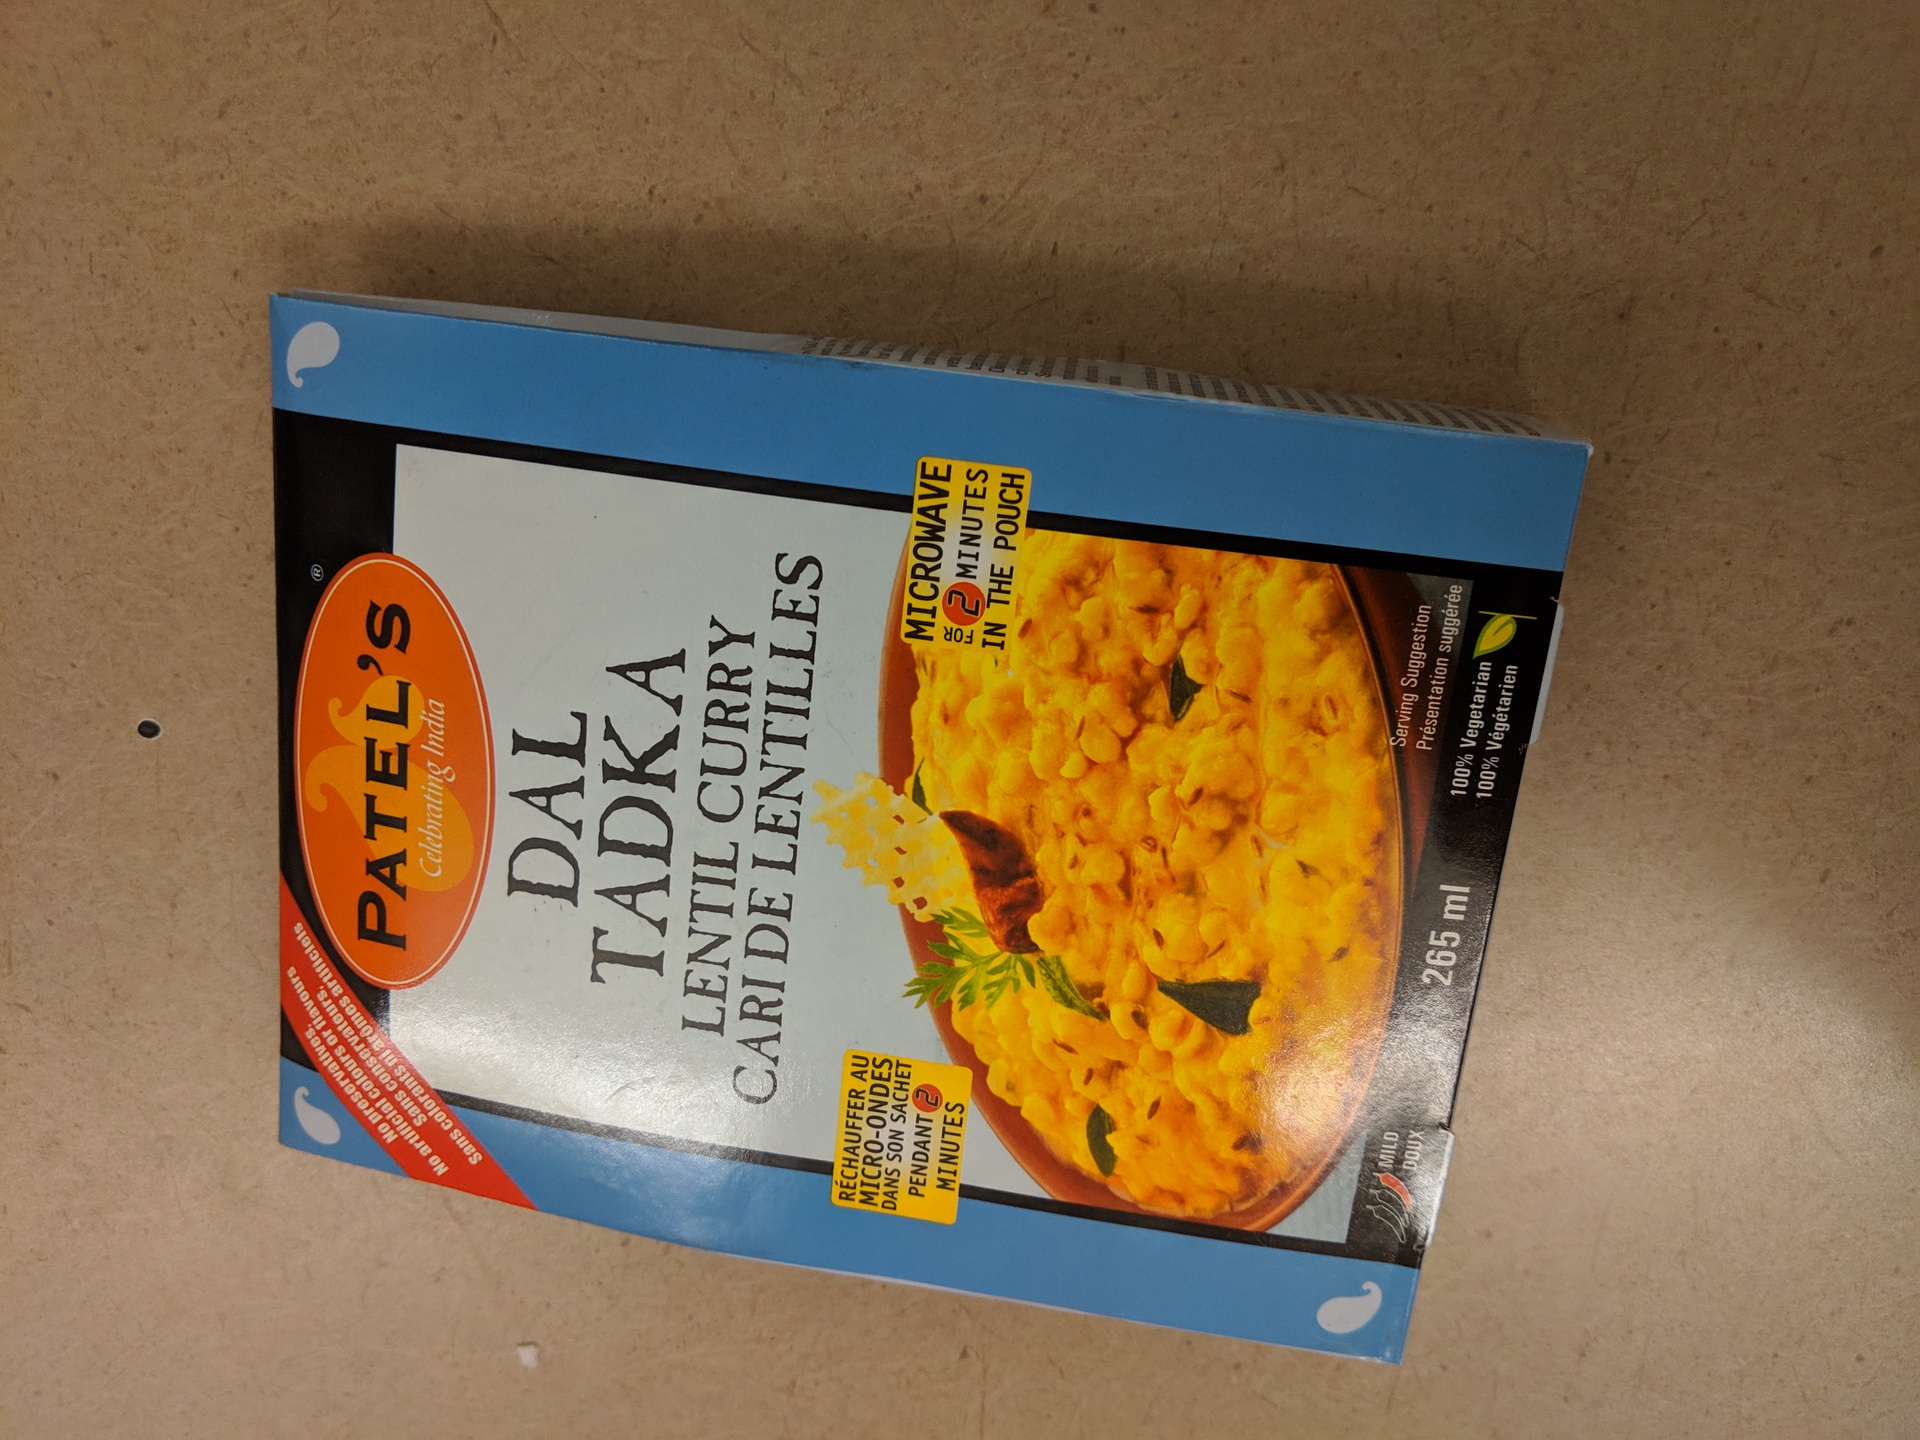 No preservatives.
No artificial colours or flavours
Sans conservateurs,
Sans colorants ni arômes artificiels
PATEL'S
®
Celebrating India
DAL
TADKA
LENTIL CURRY
CARI DE LENTILLES
RÉCHAUFFER AU
MICRO-ONDES
DANS SON SACHET
PENDANT 2
MINUTES
MICROWAVE
FOR 2 MINUTES
IN THE POUCH
MILD
DOUX
265 ml
Serving Suggestion
Présentation suggérée
100% Vegetarian
100% Végétarien